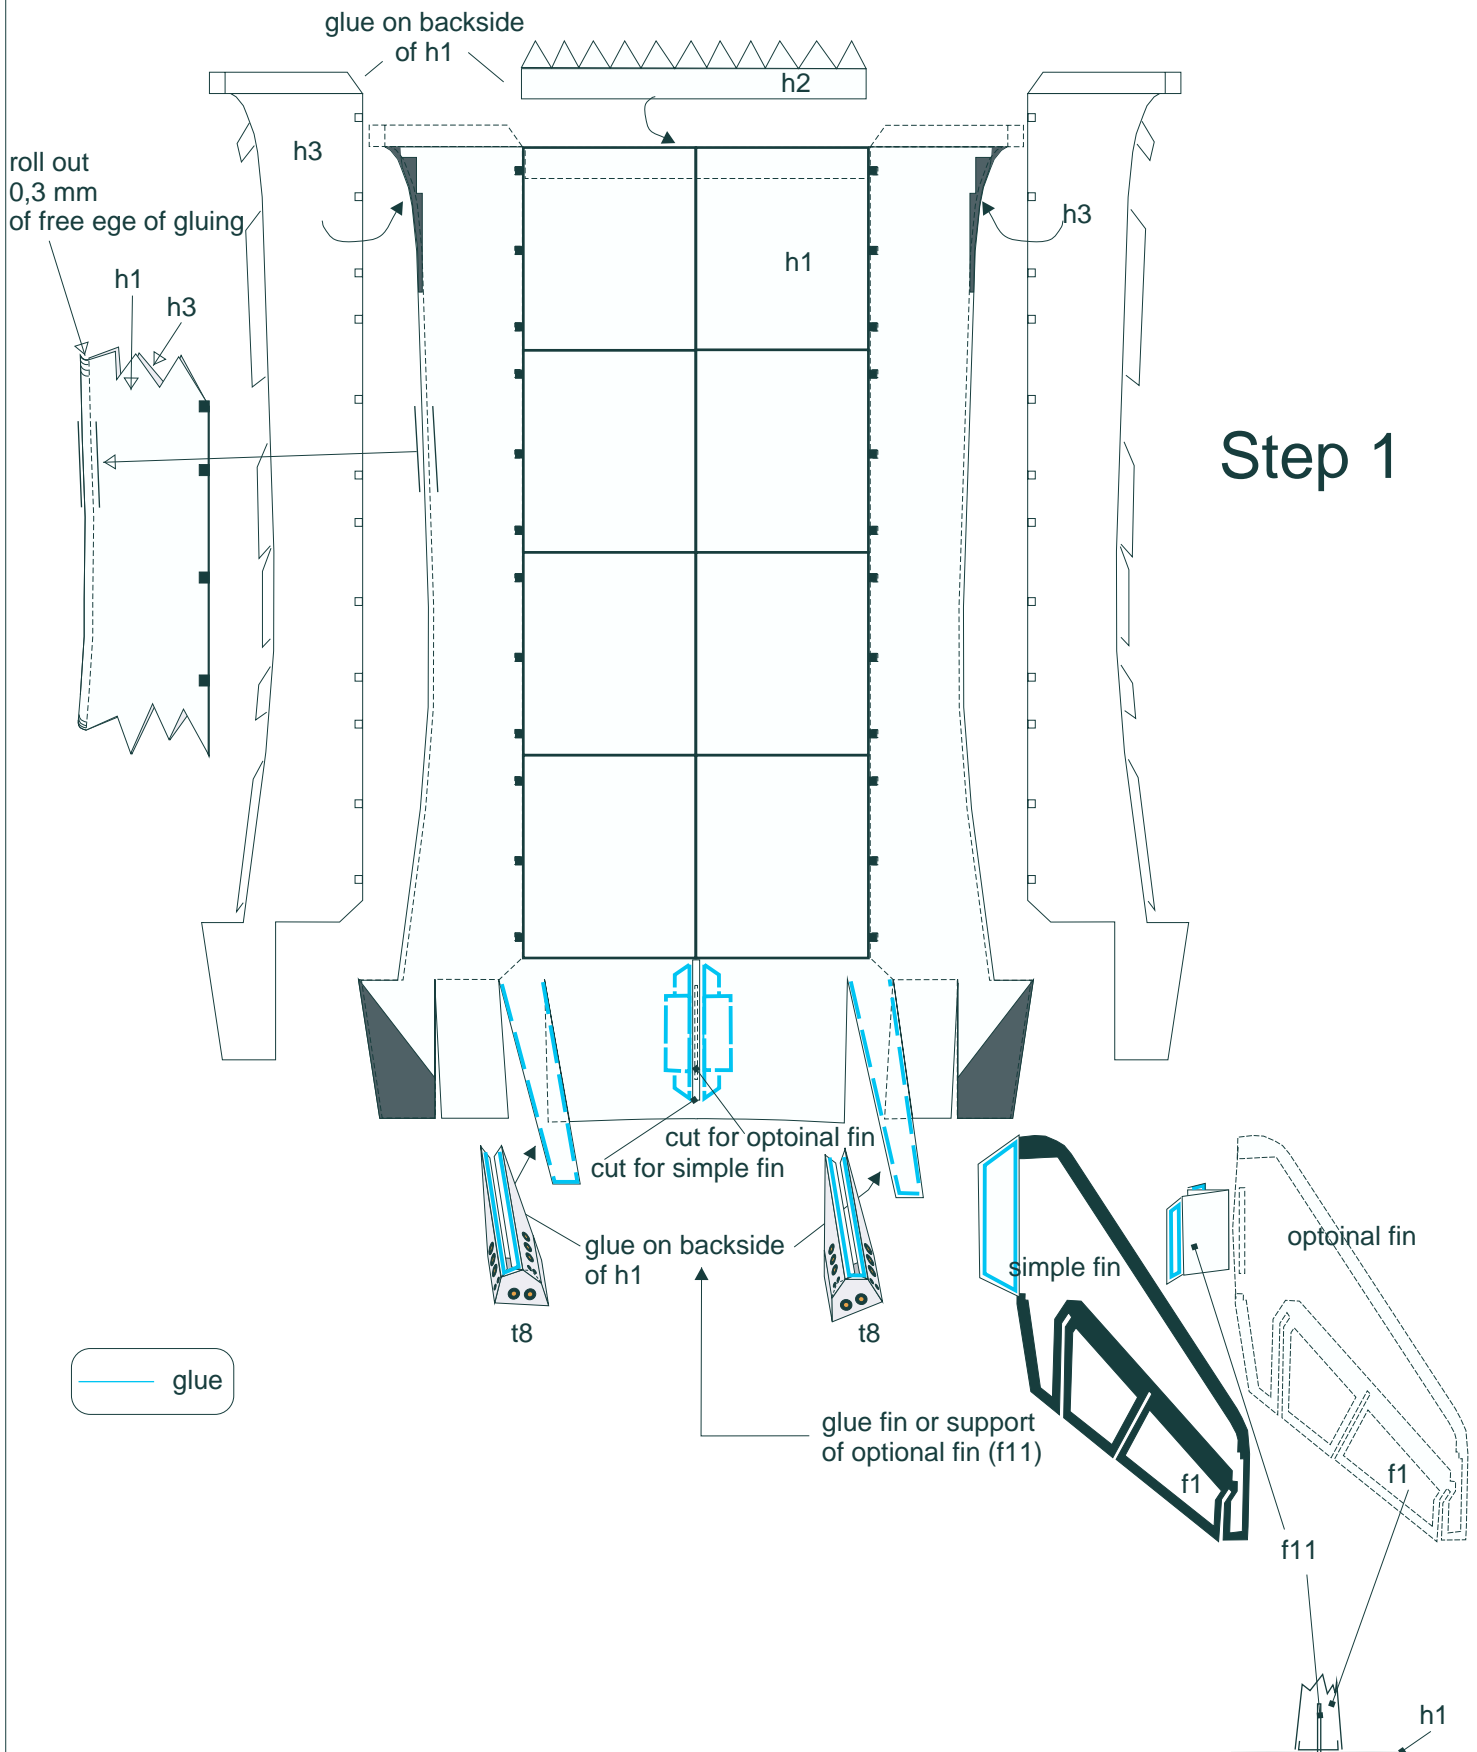 glue on backside
of h1
h2
h3
roll out
0,3 mm
of free ege of gluing
h3
h1
h1
h3
Step 1
cut for optoinal fin
cut for simple fin
glue on backside
of h1
optoinal fin
simple fin
t8
t8
glue
glue fin or support
of optional fin (f11)
f1
f1
f11
h1